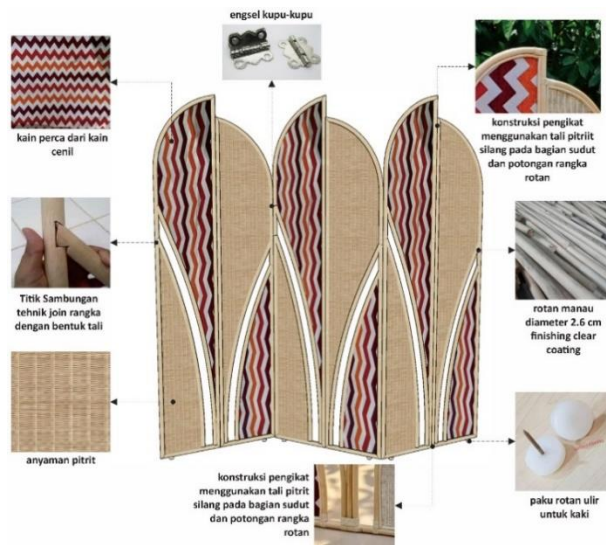 engsel kupu-kupu
kain perca dari kain
cenil
konstruksi pengikat
menggunakan tali pitriit
silang pada bagian sudut
dan potongan rangka
rotan
Titik Sambungan
tehnik join rangka
dengan bentuk tali
rotan manau
diameter 2.6 cm
finishing clear
coating
anyaman pitrit
konstruksi pengikat
menggunakan tali pitrit
silang pada bagian sudut
dan potongan rangka
rotan
paku rotan ulir
untuk kaki